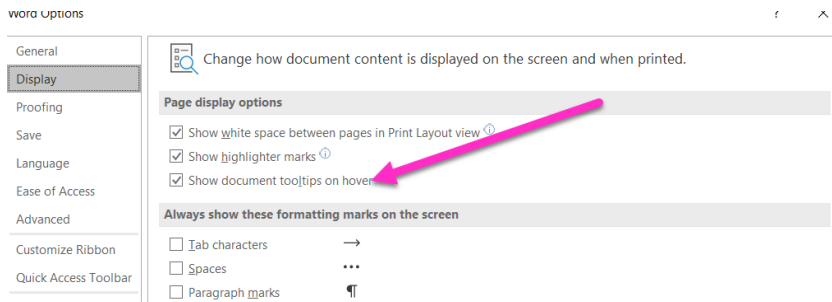 Word Options ?
General
Display
Proofing
Save
Language
Ease of Access
Advanced
Customize Ribbon
Quick Access Toolbar
Change how document content is displayed on the screen and when printed.
Page display options
Show white space between pages in Print Layout view
Show highlighter marks
Show document tooltips on hover
Always show these formatting marks on the screen
Tab characters →
Spaces •••
Paragraph marks ¶